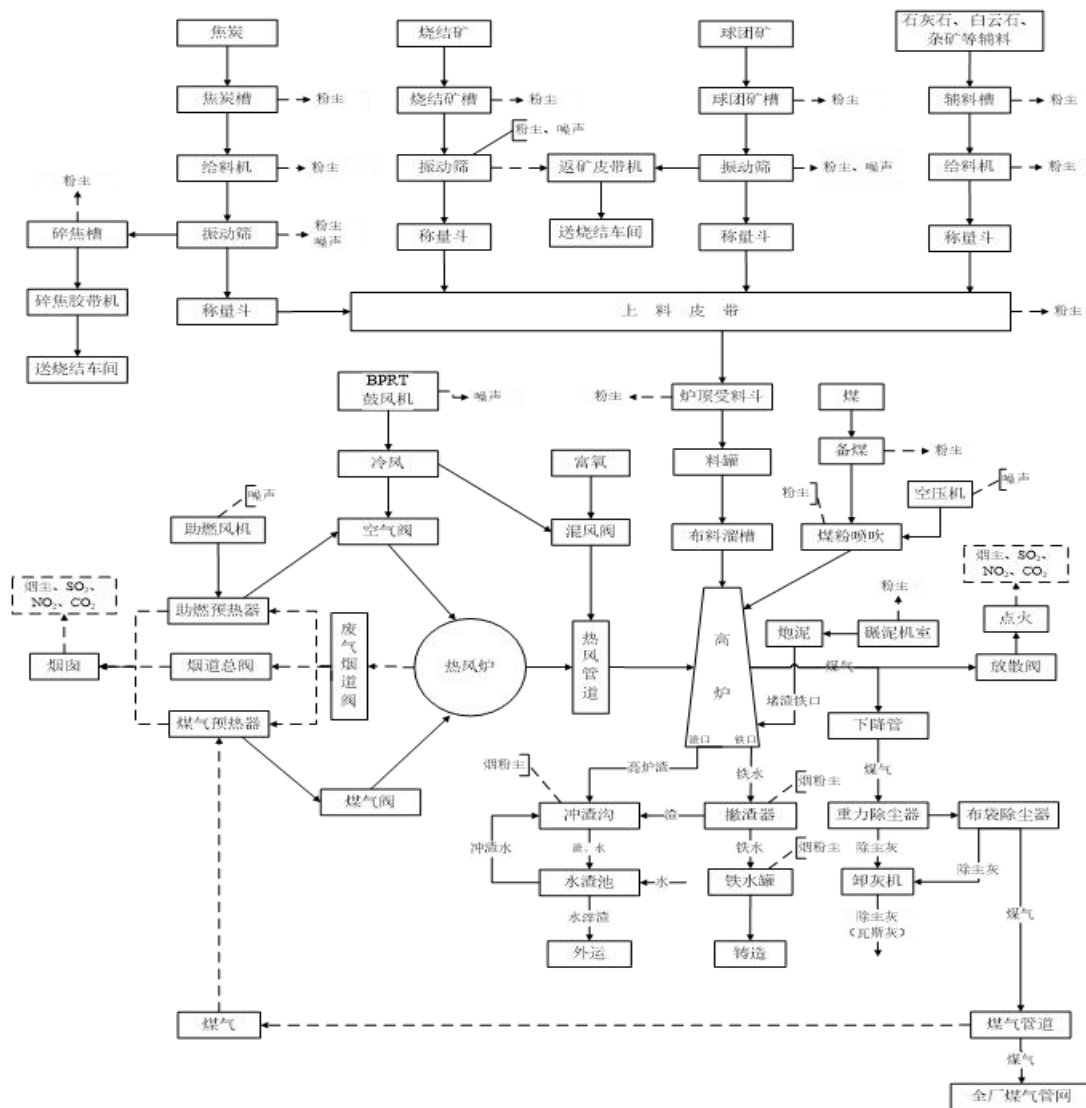 焦炭
烧结矿
球团矿
石灰石、白云石、
杂矿等辅料
焦炭槽
粉尘
烧结矿槽
粉尘
球团矿槽
粉尘
辅料槽
粉尘
粉尘、噪声
给料机
粉尘
振动筛
返矿皮带机
振动筛
粉尘、噪声
给料机
粉尘
粉尘
碎焦槽
振动筛
粉尘
噪声
称量斗
送烧结车间
称量斗
称量斗
碎焦胶带机
称量斗
上料皮带
粉尘
送烧结车间
BPRT
鼓风机
噪声
粉尘
炉顶受料斗
煤
冷风
富氧
料罐
备煤
粉尘
噪声
助燃风机
空气阀
混风阀
布料溜槽
粉尘
煤粉喷吹
空压机
噪声
烟尘、SO₂、
NO₂、CO₂
助燃预热器
烟囱
烟道总阀
煤气预热器
废气烟道阀
热风炉
热风管道
高炉
渣口
铁口
炮泥
碾泥机室
粉尘
堵渣铁口
煤气
烟尘、SO₂、
NO₂、CO₂
点火
放散阀
下降管
煤气阀
烟粉尘
高炉渣
铁水
烟粉尘
煤气
冲渣沟
渣
撇渣器
重力除尘器
布袋除尘器
冲渣水
渣、水
铁水
烟粉尘
除尘灰
除尘灰
水渣池
水
铁水罐
卸灰机
水淬渣
除尘灰
(瓦斯灰)
煤气
外运
铸造
煤气
煤气管道
煤气
全厂煤气管网